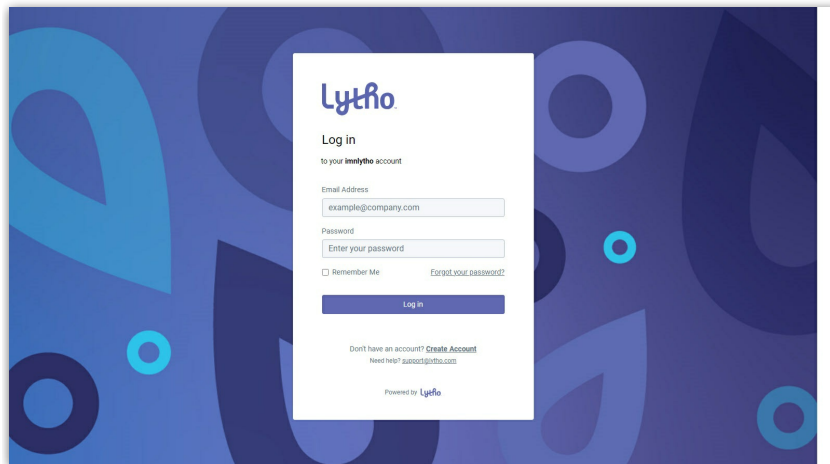 Lytho
Log in
to your imnlytho account
Email Address
example@company.com
Password
Enter your password
Remember Me Forgot your password?
Log in
Don't have an account? Create Account
Need help? support@lytho.com
Powered by Lytho